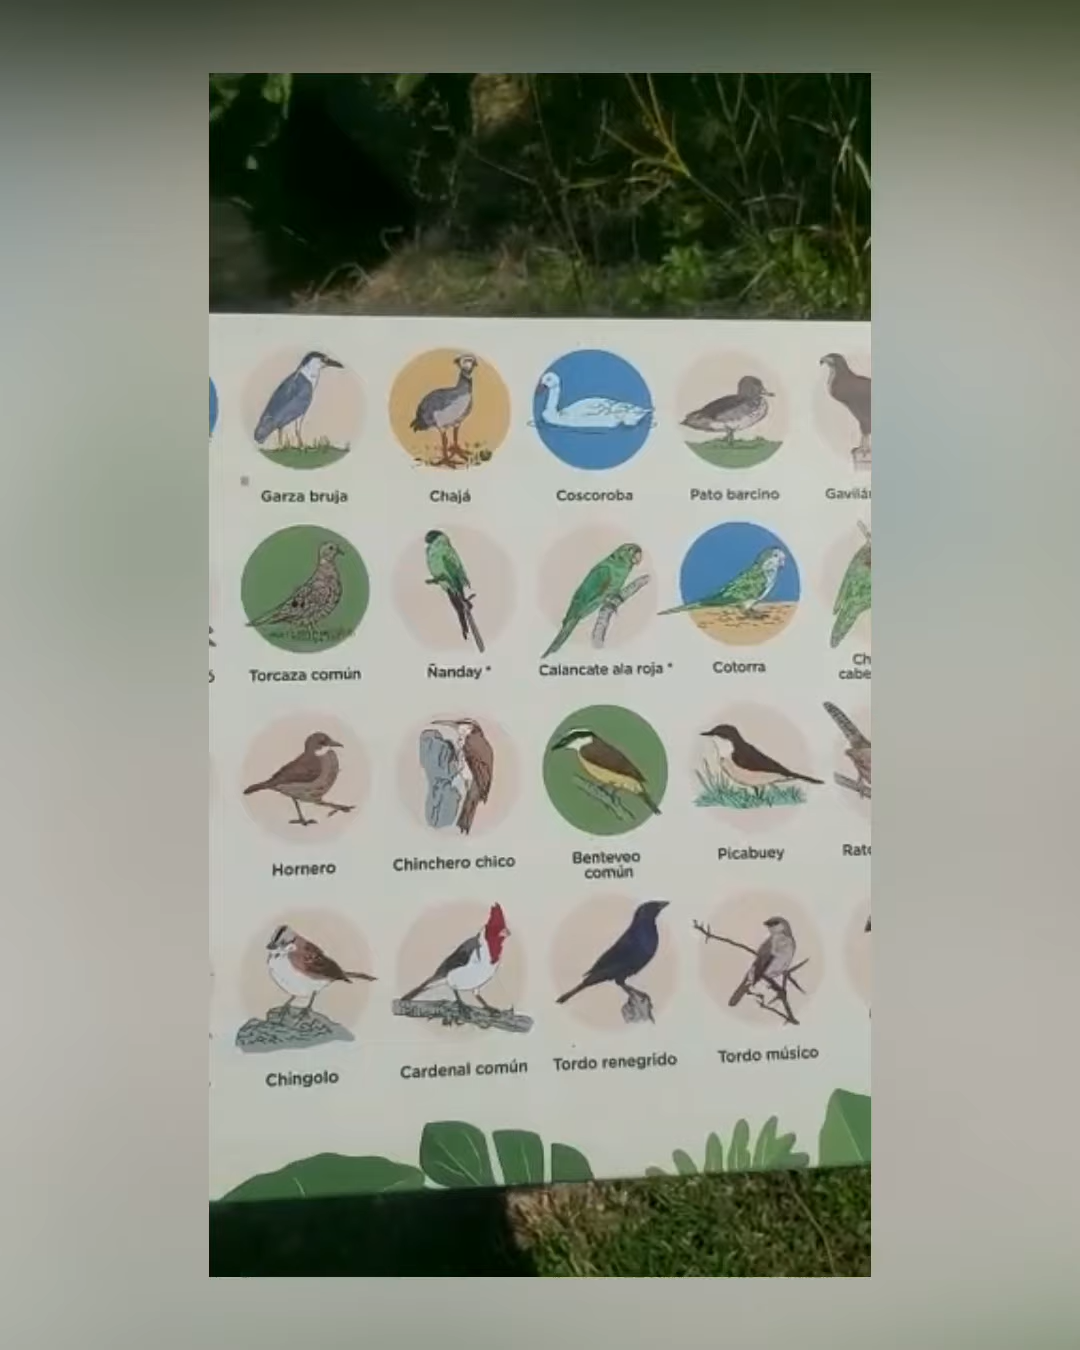 Garza bruja
Chajá
Coscoroba
Pato barcino
Torcaza común
Ñanday *
Calancate ala roja *
Cotorra
Hornero
Chinchero chico
Benteveo
común
Picabuey
Chingolo
Cardenal común
Tordo renegrido
Tordo músico